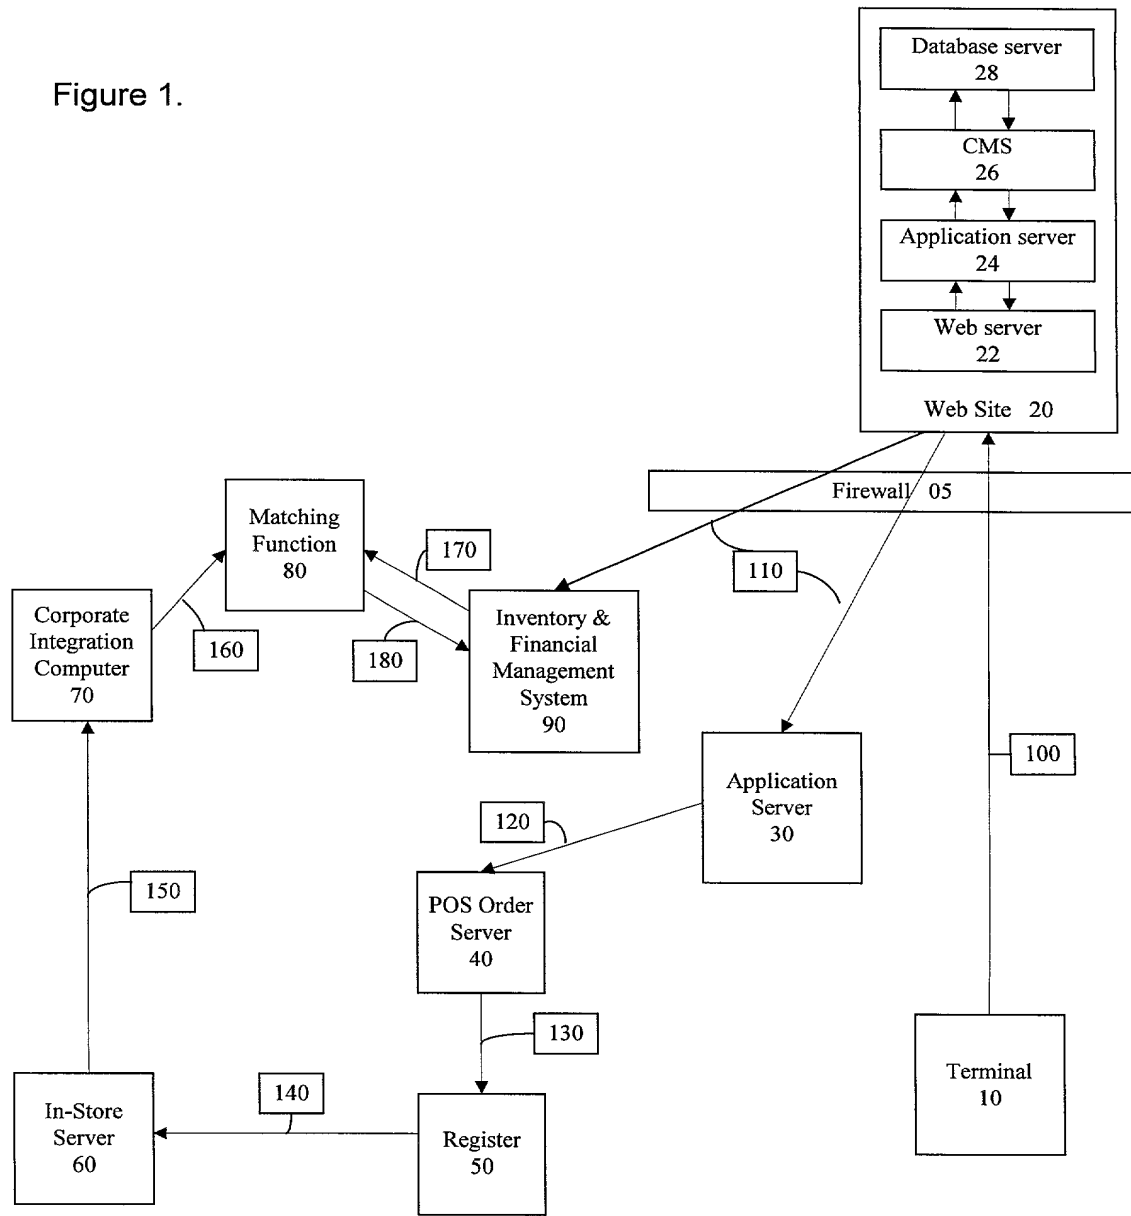 Figure 1.
Database server
28
CMS
26
Application server
24
Web server
22
Web Site 20
Firewall 05
Matching
Function
80
170
110
Corporate
Integration
Computer
70
160
180
Inventory &
Financial
Management
System
90
100
Application
Server
30
120
150
POS Order
Server
40
130
Terminal
10
140
In-Store
Server
60
Register
50